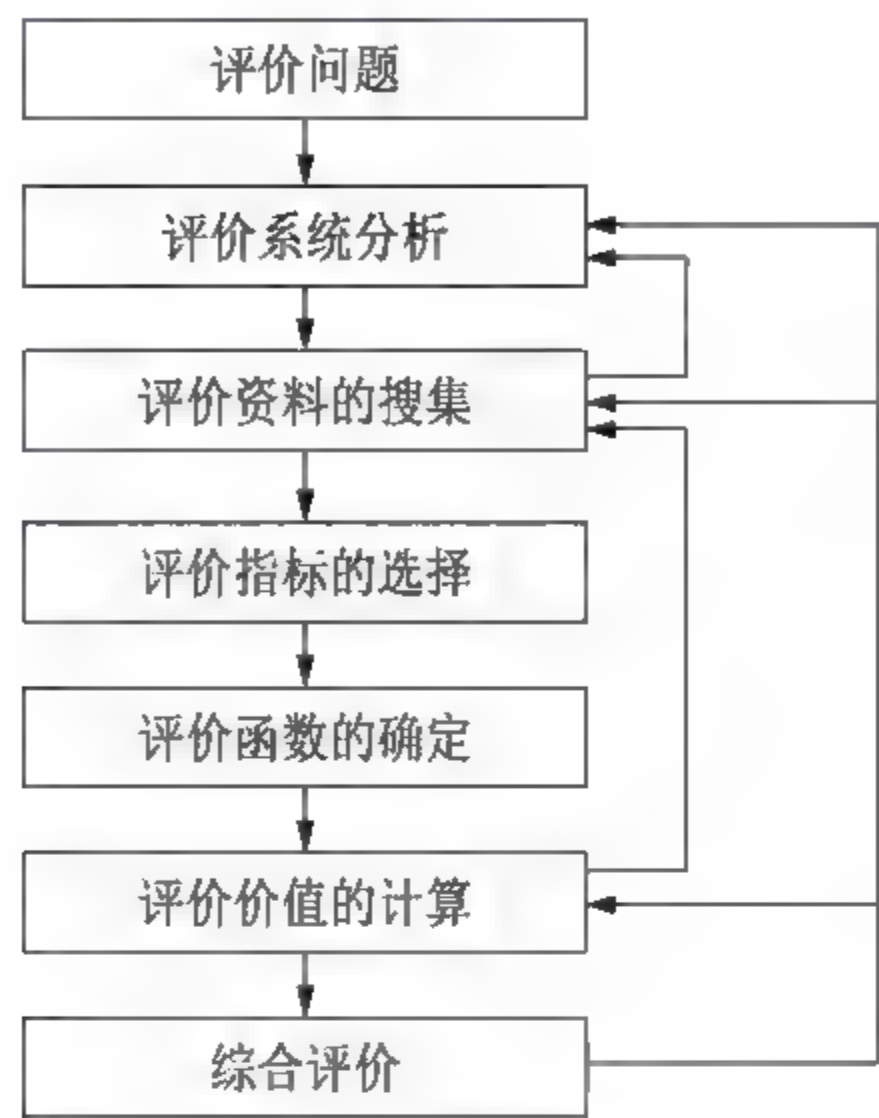 评价问题
评价系统分析
评价资料的搜集
评价指标的选择
评价函数的确定
评价价值的计算
综合评价